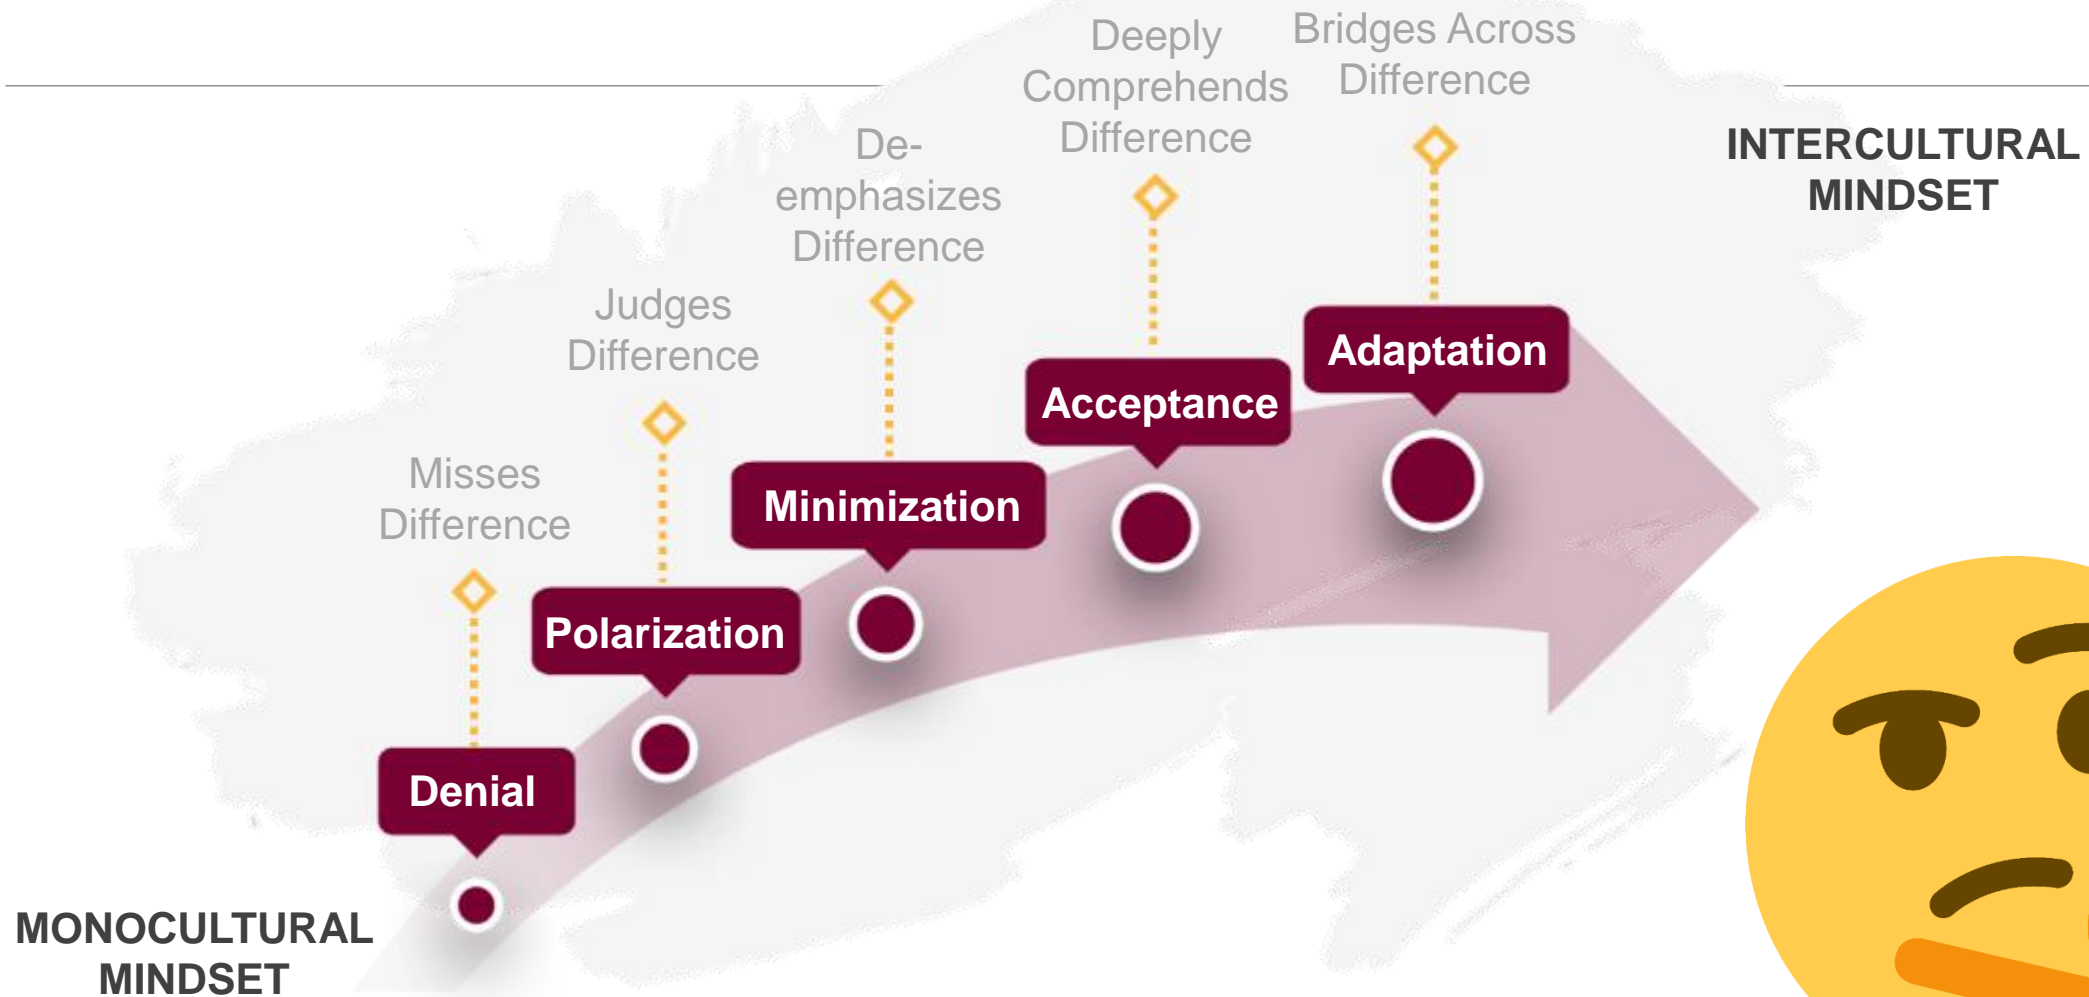 Deeply
Comprehends
Difference
Bridges Across
Difference
INTERCULTURAL
MINDSET
De-
emphasizes
Difference
Judges
Difference
Misses
Difference
Adaptation
Acceptance
Minimization
Polarization
Denial
MONOCULTURAL
MINDSET